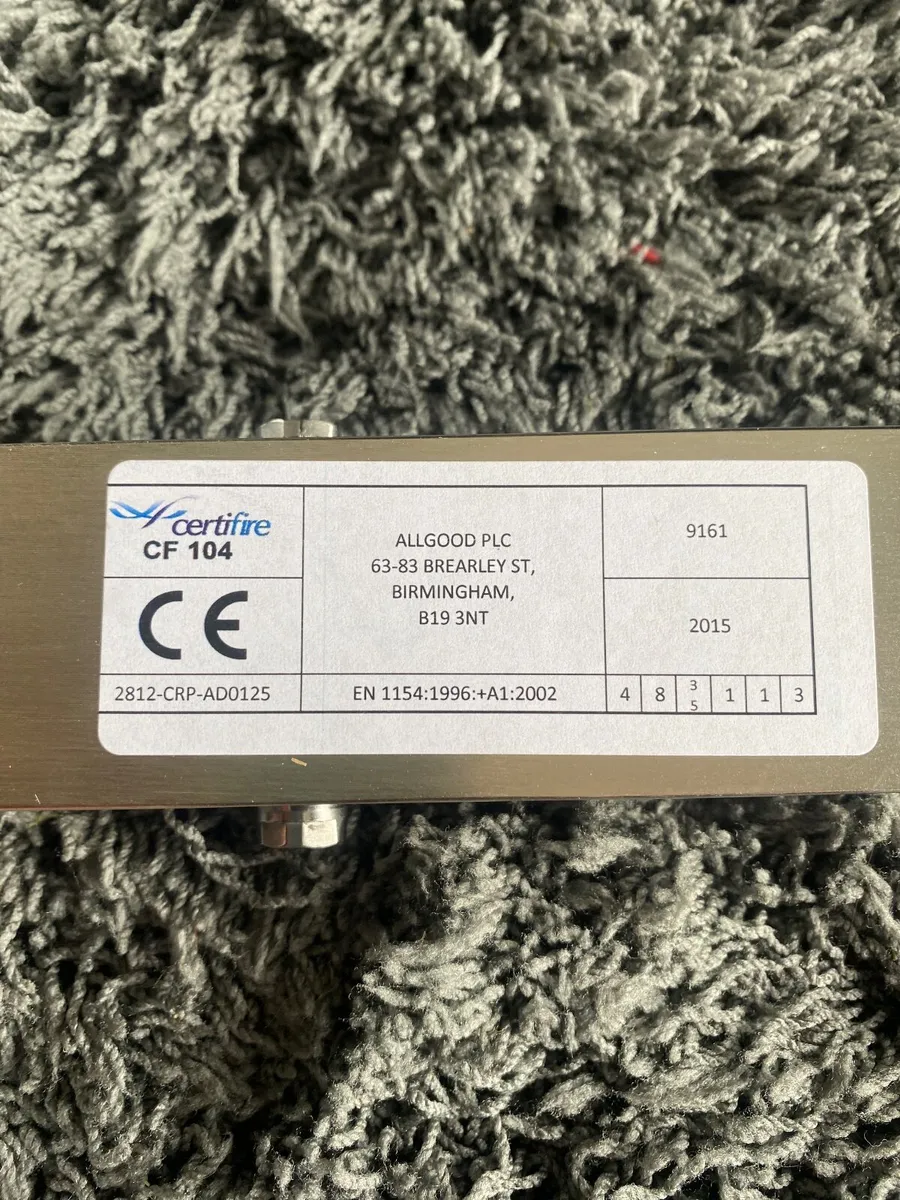 certifire
CF 104
CE
2812-CRP-AD0125
ALLGOOD PLC
63-83 BREARLEY ST,
BIRMINGHAM,
B19 3NT
EN 1154:1996:+A1:2002
9161
2015
4 8 3 5 1 1 3